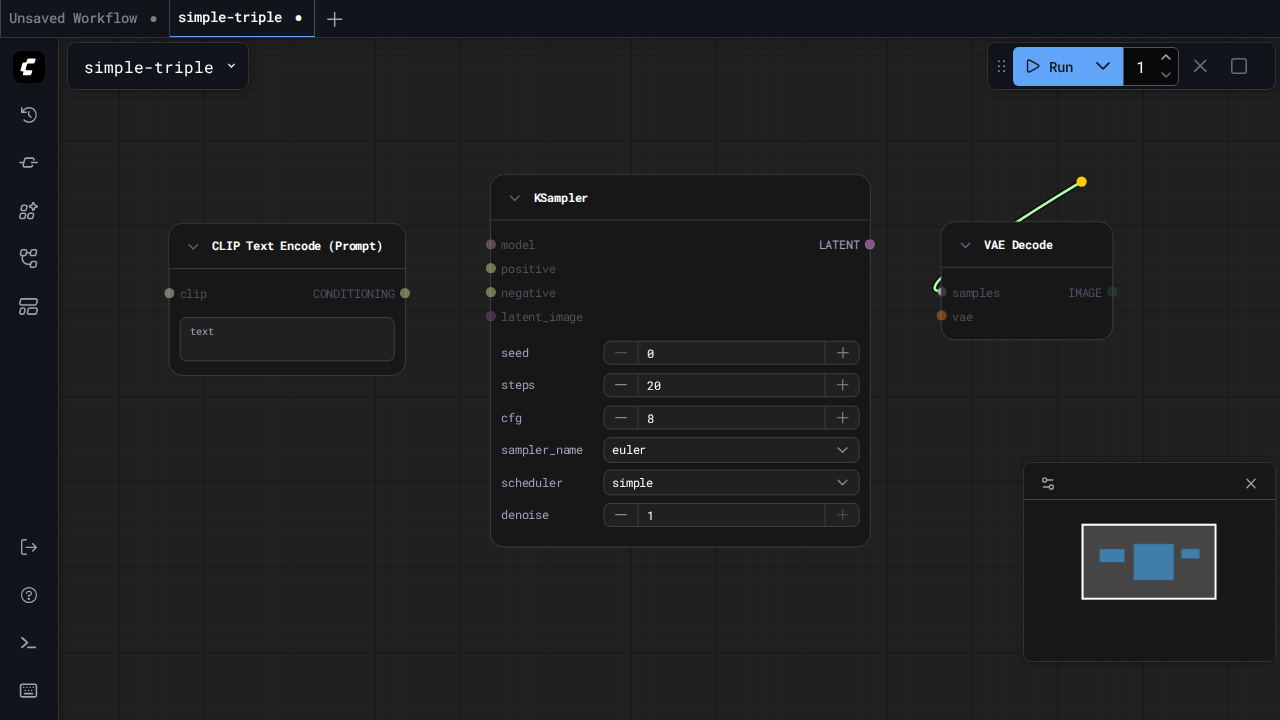 Unsaved Workflow
simple-triple
simple-triple
Run
1
CLIP Text Encode (Prompt)
clip
CONDITIONING
text
KSampler
model
LATENT
positive
negative
latent_image
seed
0
steps
20
cfg
8
sampler_name
euler
scheduler
simple
denoise
1
VAE Decode
samples
IMAGE
vae